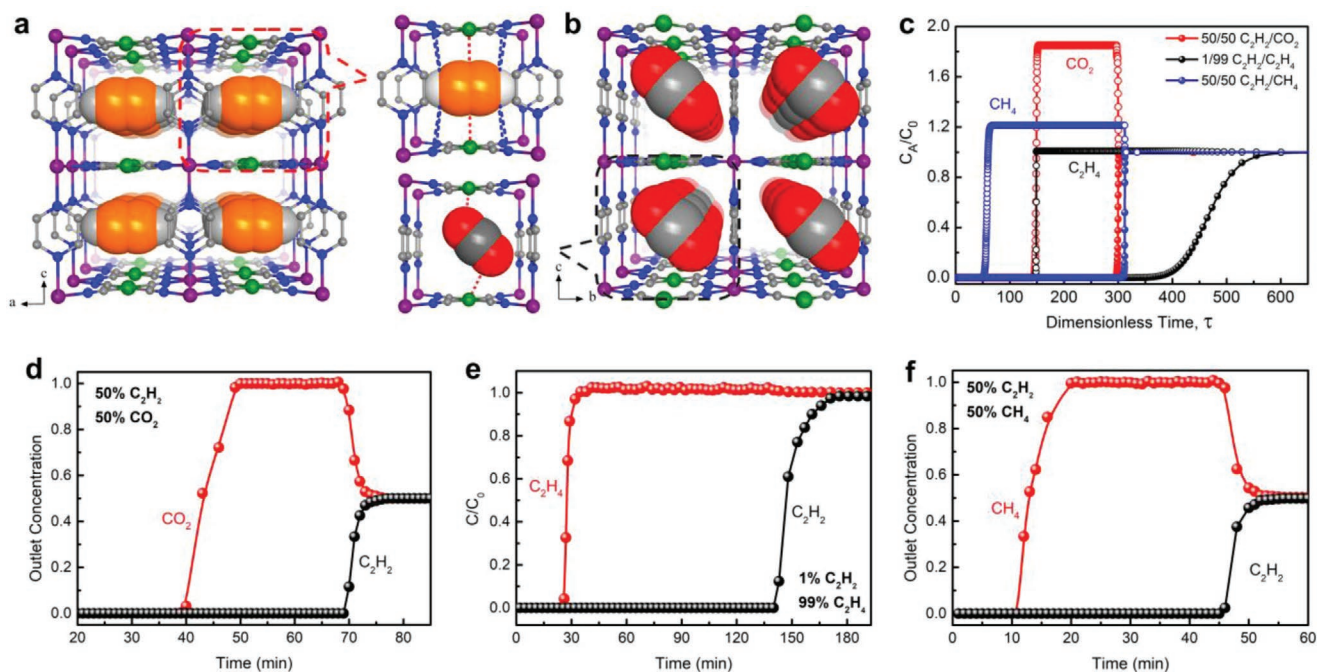 a
c
a
b
c
b
c
C_A/C_0
2.0
1.6
1.2
0.8
0.4
0.0
50/50 C₂H₂/CO₂
1/99 C₂H₂/C₂H₄
50/50 C₂H₂/CH₄
CO₂
CH₄
C₂H₄
0 100 200 300 400 500 600
Dimensionless Time, τ
d
Outlet Concentration
1.0
0.8
0.6
0.4
0.2
0.0
50% C₂H₂
50% CO₂
CO₂
C₂H₂
20 40 60 80
Time (min)
e
C/C₀
1.0
0.8
0.6
0.4
0.2
0.0
C₂H₄
C₂H₂
1% C₂H₂
99% C₂H₄
0 30 60 90 120 150 180
Time (min)
f
Outlet Concentration
1.0
0.8
0.6
0.4
0.2
0.0
50% C₂H₂
50% CH₄
CH₄
C₂H₂
0 10 20 30 40 50 60
Time (min)